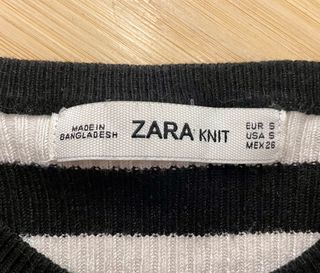 MADE IN
BANGLADESH
ZARA KNIT
EUR S
USA S
MEX 26